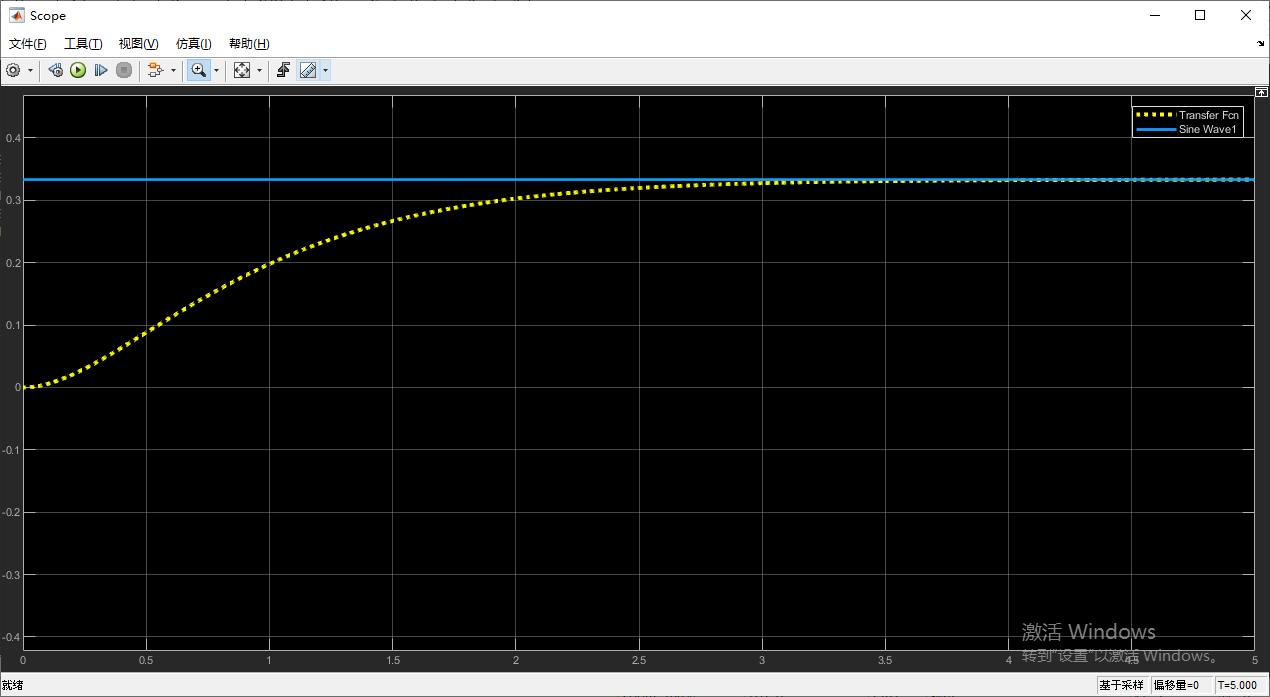 Scope
文件(F) 工具(T) 视图(V) 仿真(I) 帮助(H)
Transfer Fcn
Sine Wave1
0.4
0.3
0.2
0.1
0
-0.1
-0.2
-0.3
-0.4
0 0.5 1 1.5 2 2.5 3 3.5 4 4.5 5
激活 Windows
转到“设置”以激活 Windows。
就绪 基于采样 偏移量=0 T=5.000